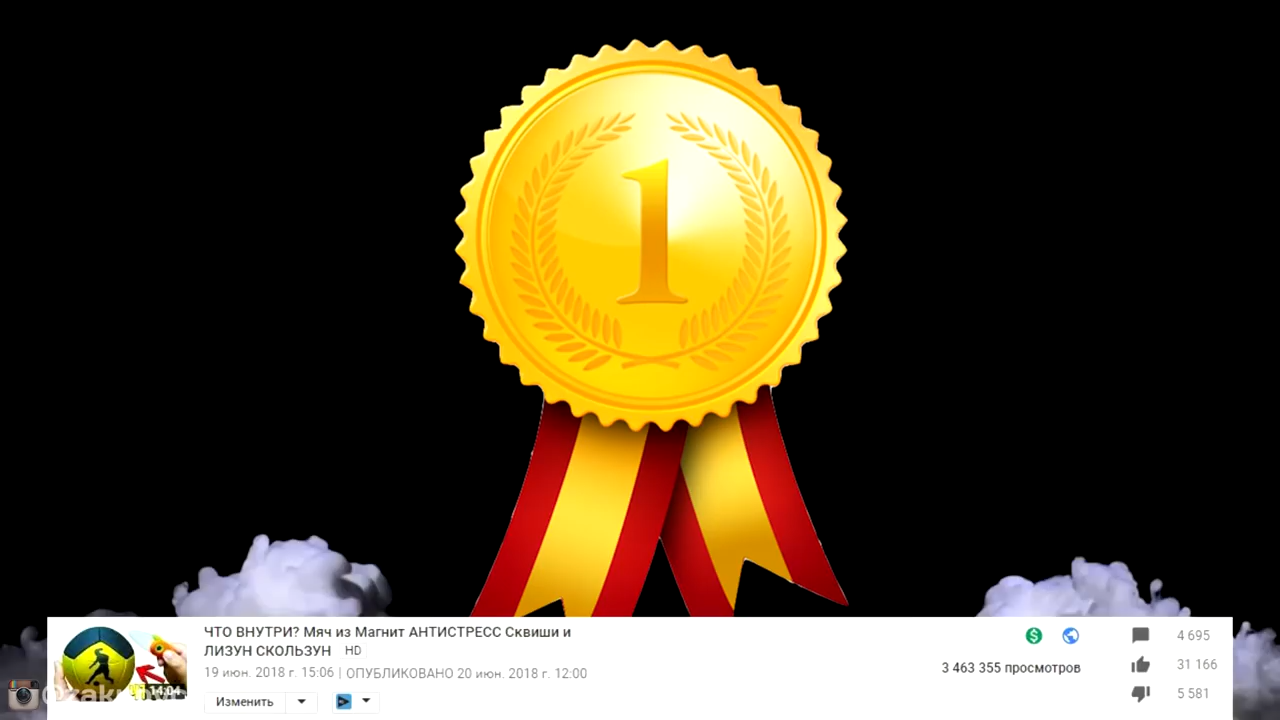 1
ЧТО ВНУТРИ? Мяч из Магнит АНТИСТРЕСС Сквиши и
ЛИЗУН СКОЛЬЗУН HD
19 июн. 2018 г. 15:06 | ОПУБЛИКОВАНО 20 июн. 2018 г. 12:00
14:04
Изменить
3 463 355 просмотров
4 695
31 166
5 581